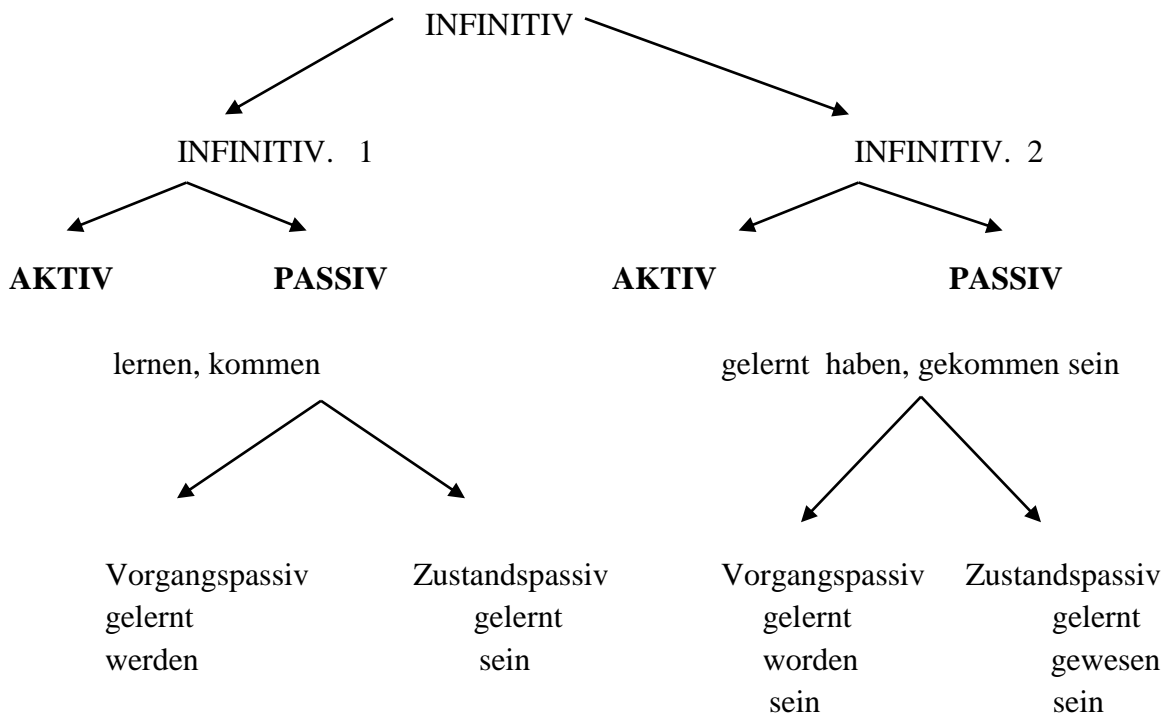 INFINITIV
INFINITIV. 1 INFINITIV. 2
AKTIV PASSIV AKTIV PASSIV
lernen, kommen gelernt haben, gekommen sein
Vorgangspassiv Zustandspassiv Vorgangspassiv Zustandspassiv
gelernt gelernt gelernt gelernt
werden sein worden gewesen
sein sein